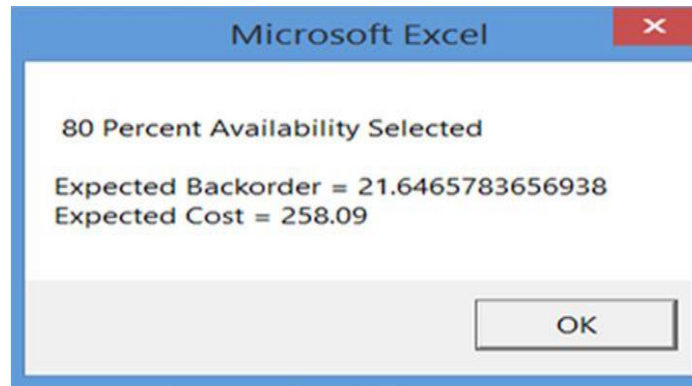 Microsoft Excel
80 Percent Availability Selected
Expected Backorder = 21.6465783656938
Expected Cost = 258.09
OK